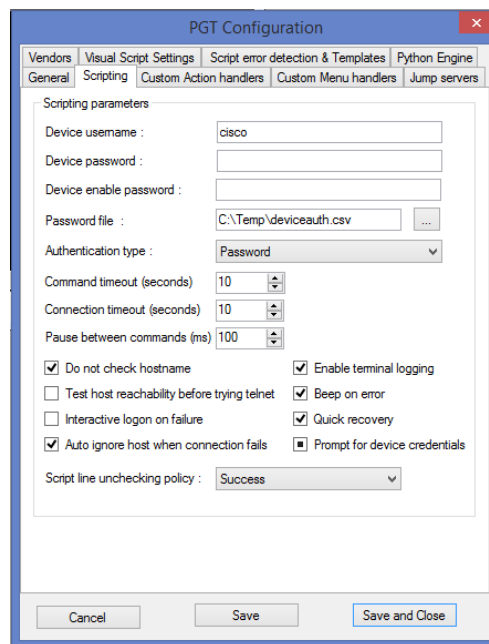 PGT Configuration
Vendors Visual Script Settings Script error detection & Templates Python Engine
General Scripting Custom Action handlers Custom Menu handlers Jump servers
Scripting parameters
Device username : cisco
Device password :
Device enable password :
Password file : C:\Temp\deviceauth.csv ...
Authentication type : Password
Command timeout (seconds) 10
Connection timeout (seconds) 10
Pause between commands (ms) 100
Do not check hostname Enable terminal logging
Test host reachability before trying telnet Beep on error
Interactive logon on failure Quick recovery
Auto ignore host when connection fails Prompt for device credentials
Script line unchecking policy : Success
Cancel Save Save and Close